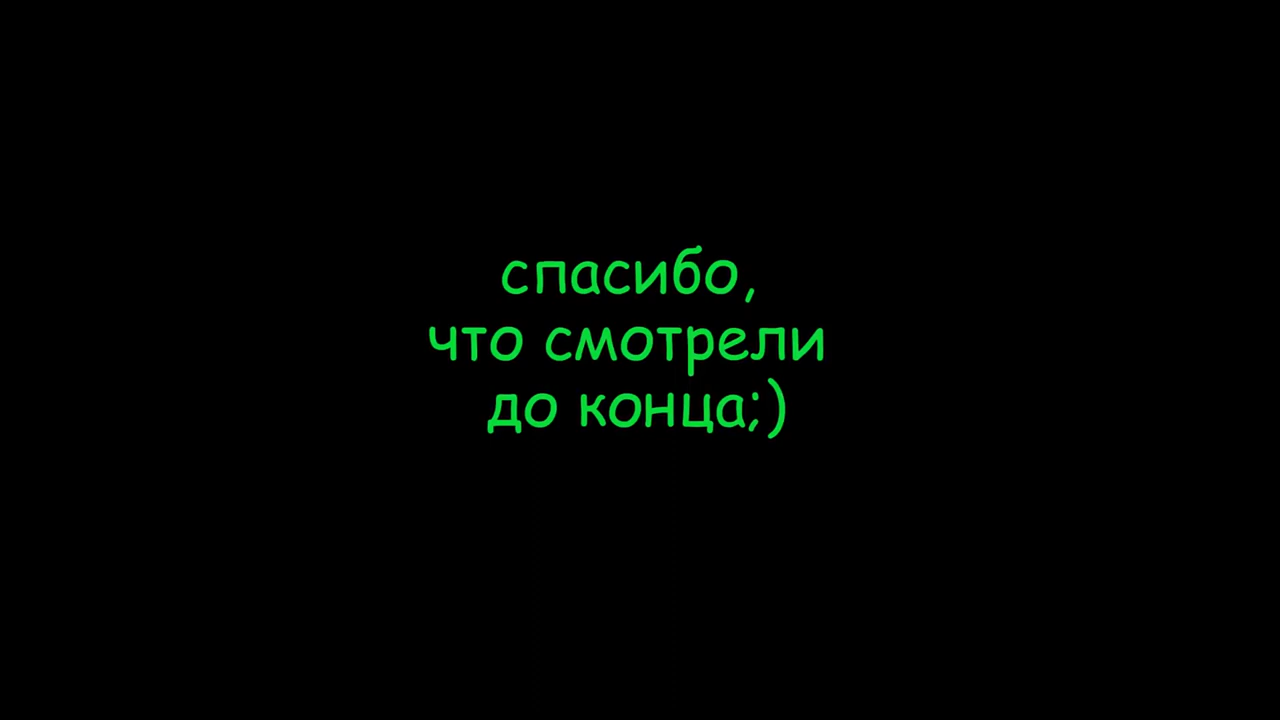 спасибо,
что смотрели
до конца;)